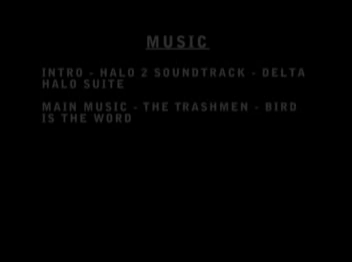 MUSIC
INTRO - HALO 2 SOUNDTRACK - DELTA
HALO SUITE
MAIN MUSIC - THE TRASHMEN - BIRD
IS THE WORD